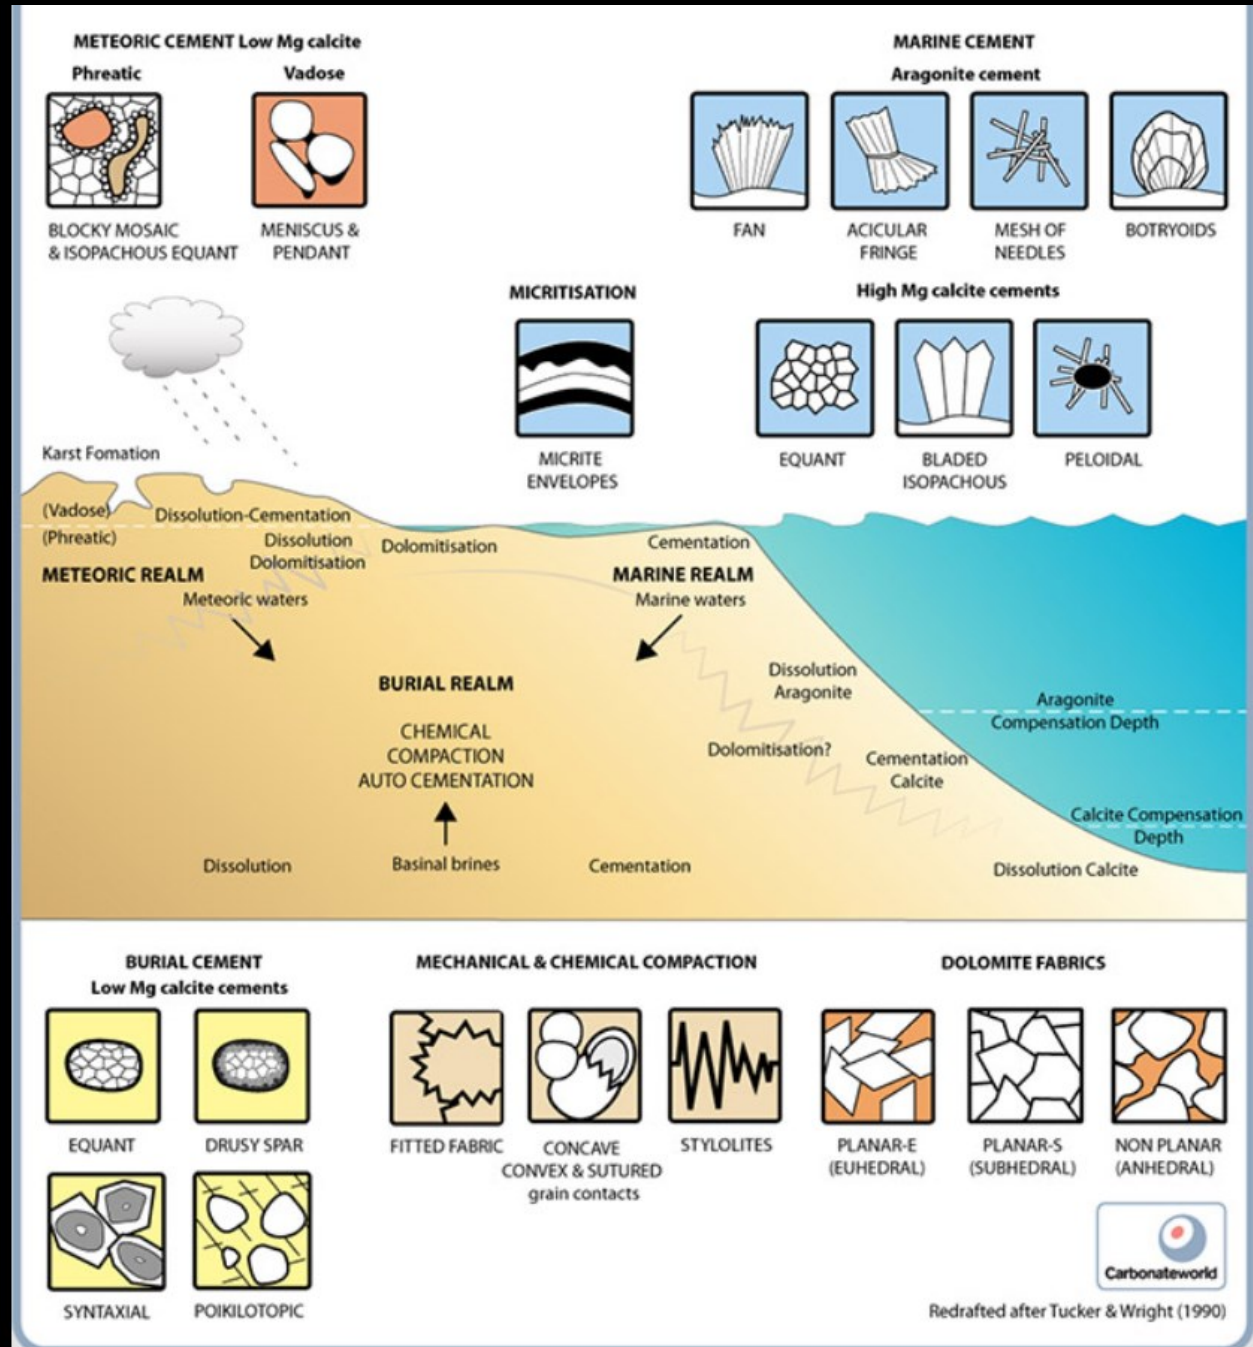 METEORIC CEMENT Low Mg calcite
Phreatic
Vadose
BLOCKY MOSAIC
& ISOPACHOUS EQUANT
MENISCUS &
PENDANT
MARINE CEMENT
Aragonite cement
FAN
ACICULAR
FRINGE
MESH OF
NEEDLES
BOTRYOIDS
MICRITISATION
MICRITE
ENVELOPES
High Mg calcite cements
EQUANT
BLADED
ISOPACHOUS
PELOIDAL
Karst Fomation
(Vadose)
Dissolution-Cementation
(Phreatic)
Dissolution
Dolomitisation
Dolomitisation
Cementation
METEORIC REALM
Meteoric waters
MARINE REALM
Marine waters
BURIAL REALM
CHEMICAL
COMPACTION
AUTO CEMENTATION
Dissolution
Aragonite
Aragonite
Compensation Depth
Dolomitisation?
Cementation
Calcite
Calcite Compensation
Depth
Dissolution
Basinal brines
Cementation
Dissolution Calcite
BURIAL CEMENT
Low Mg calcite cements
EQUANT
DRUSY SPAR
SYNTAXIAL
POIKILOTOPIC
MECHANICAL & CHEMICAL COMPACTION
FITTED FABRIC
CONCAVE
CONVEX & SUTURED
grain contacts
STYLOLITES
DOLOMITE FABRICS
PLANAR-E
(EUHEDRAL)
PLANAR-S
(SUBHEDRAL)
NON PLANAR
(ANHEDRAL)
Carbonateworld
Redrafted after Tucker & Wright (1990)